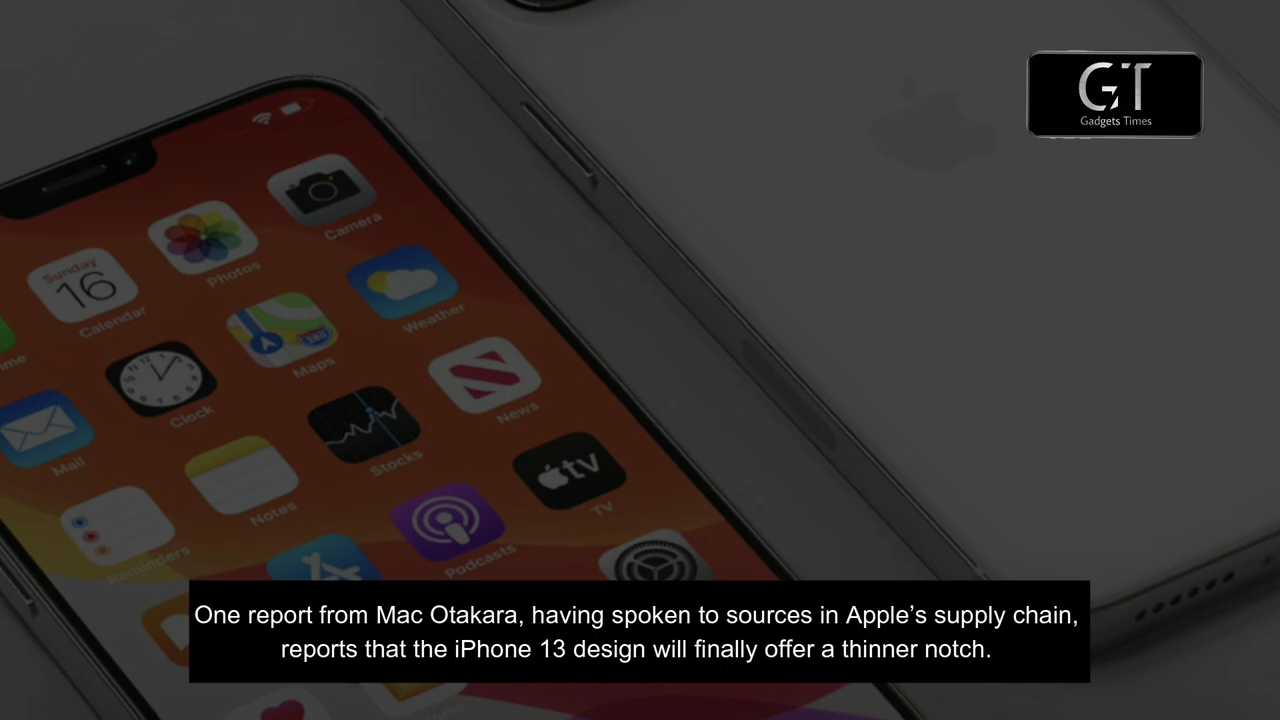 GT
Gadgets Times
Camera
Photos
Sunday
16
Calendar
Weather
Maps
280
Clock
News
Mail
Stocks
Notes
tv
TV
Reminders
Podcasts
One report from Mac Otakara, having spoken to sources in Apple’s supply chain,
reports that the iPhone 13 design will finally offer a thinner notch.
Home